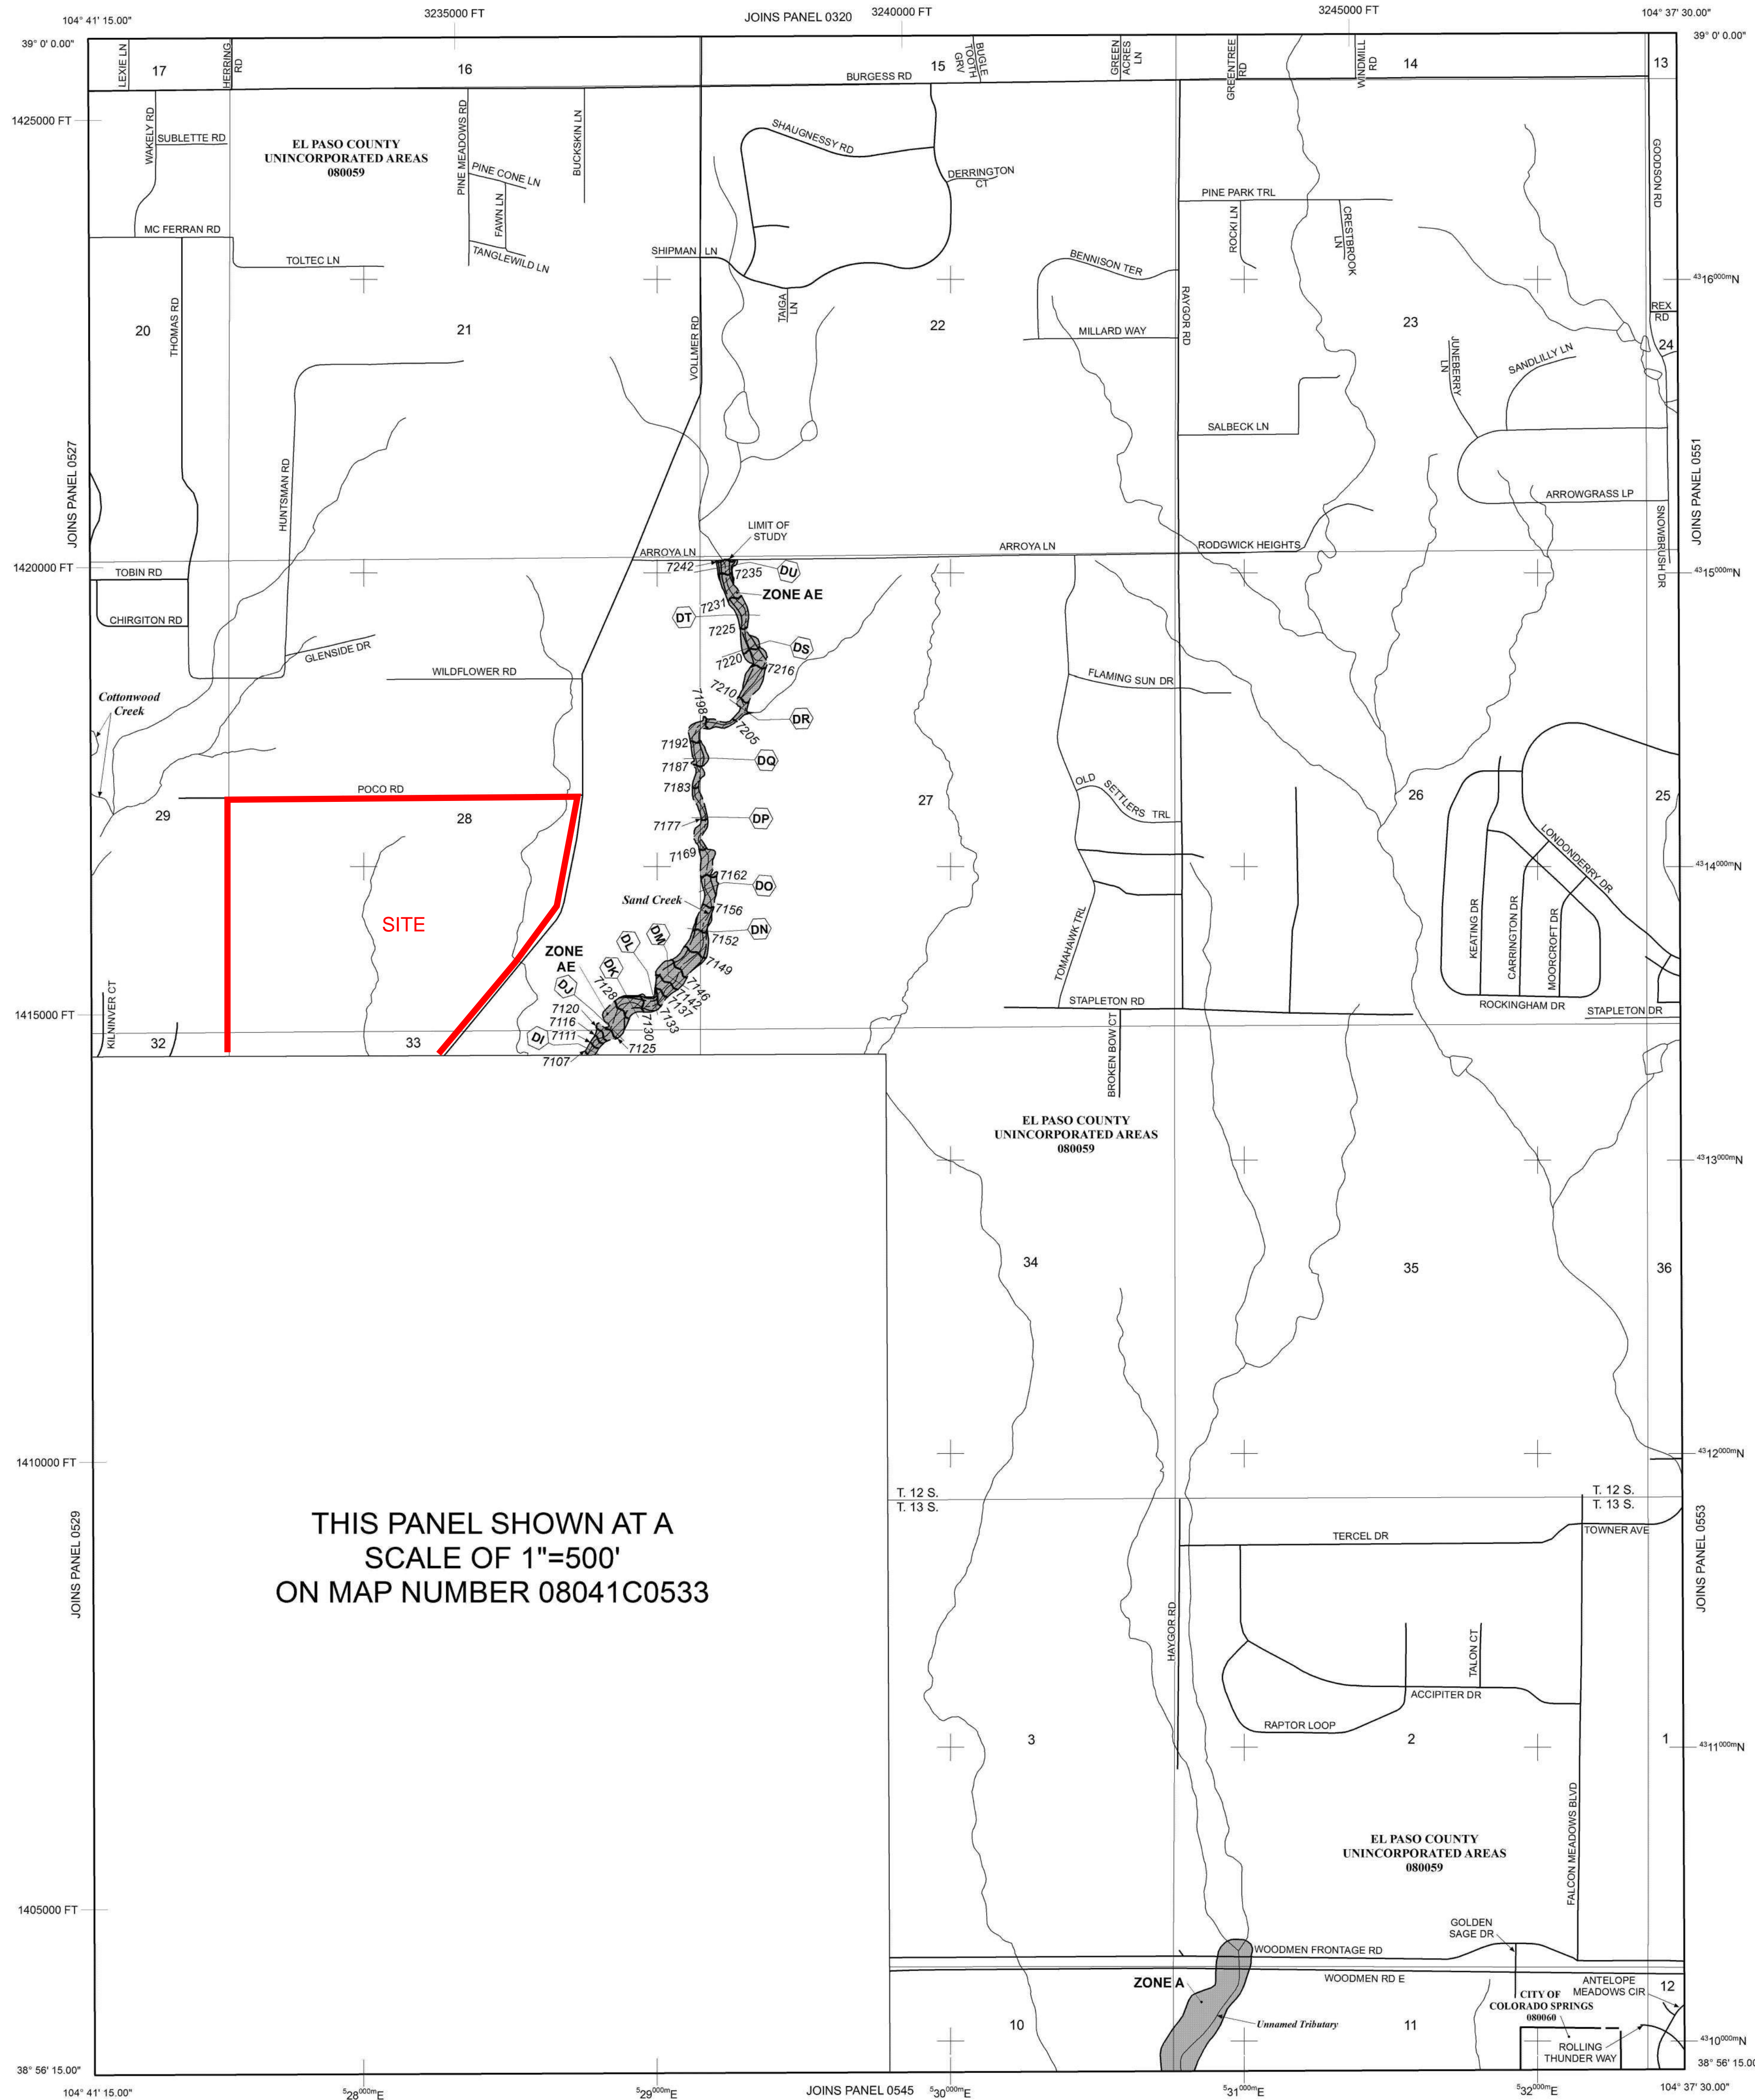 104° 41' 15.00"
3235000 FT
JOINS PANEL 0320
3240000 FT
3245000 FT
104° 37' 30.00"
39° 0' 0.00"
39° 0' 0.00"
LEXIE LN
17
HERRING
RD
16
15
BUGLE
TOOTH
GRV
GREEN
ACRES
LN
GREENTREE
RD
WINDMILL
RD
14
13
BURGESS RD
1425000 FT
WAKELY RD
SUBLETTE RD
EL PASO COUNTY
UNINCORPORATED AREAS
080059
PINE MEADOWS RD
PINE CONE LN
FAWN LN
TANGLEWILD LN
BUCKSKIN LN
SHAUGNESSY RD
DERRINGTON
CT
PINE PARK TRL
ROCKI LN
CRESTBROOK
LN
GOODSON RD
MC FERRAN RD
TOLTEC LN
SHIPMAN LN
TAIGA
LN
BENNISON TER
RAYGOR RD
MILLARD WAY
4316000mN
REX
RD
24
20
THOMAS RD
21
VOLLMER RD
22
23
JUNEBERRY
LN
SANDLILLY LN
SALBECK LN
JOINS PANEL 0527
HUNTSMAN RD
ARROWGRASS LP
JOINS PANEL 0551
SNOWBRUSH DR
LIMIT OF
STUDY
ARROYA LN
ARROYA LN
RODGWICK HEIGHTS
1420000 FT
TOBIN RD
7242
7235
DU
ZONE AE
4315000mN
7231
DT
CHIRGITON RD
7225
GLENSIDE DR
DS
7220
7216
WILDFLOWER RD
FLAMING SUN DR
Cottonwood
Creek
7210
7198
DR
7205
7192
DQ
7187
7183
OLD SETTLERS TRL
POCO RD
29
28
27
26
25
7177
DP
LONDONDERRY DR
7169
4314000mN
7162
DO
Sand Creek
7156
SITE
DN
7152
TOMAHAWK TRL
KEATING DR
CARRINGTON DR
MOORCROFT DR
DL
DM
ZONE
AE
7149
DK
DJ
7128
7146
7142
7137
7133
7130
KILNINVER CT
STAPLETON RD
ROCKINGHAM DR
STAPLETON DR
1415000 FT
7120
7116
DI
7111
7125
32
33
7107
BROKEN BOW CT
EL PASO COUNTY
UNINCORPORATED AREAS
080059
4313000mN
34
35
36
1410000 FT
4312000mN
T. 12 S.
T. 13 S.
T. 12 S.
T. 13 S.
JOINS PANEL 0529
THIS PANEL SHOWN AT A
SCALE OF 1"=500'
ON MAP NUMBER 08041C0533
TERCEL DR
TOWNER AVE
JOINS PANEL 0553
HAYGOR RD
TALON CT
ACCIPITER DR
RAPTOR LOOP
3
2
1
4311000mN
FALCON MEADOWS BLVD
EL PASO COUNTY
UNINCORPORATED AREAS
080059
1405000 FT
GOLDEN
SAGE DR
WOODMEN FRONTAGE RD
WOODMEN RD E
ZONE A
ANTELOPE
MEADOWS CIR
12
CITY OF
COLORADO SPRINGS
080060
10
Unnamed Tributary
11
ROLLING
THUNDER WAY
4310000mN
38° 56' 15.00"
38° 56' 15.00
104° 41' 15.00"
528000mE
529000mE
JOINS PANEL 0545
530000mE
531000mE
532000mE
104° 37' 30.00"